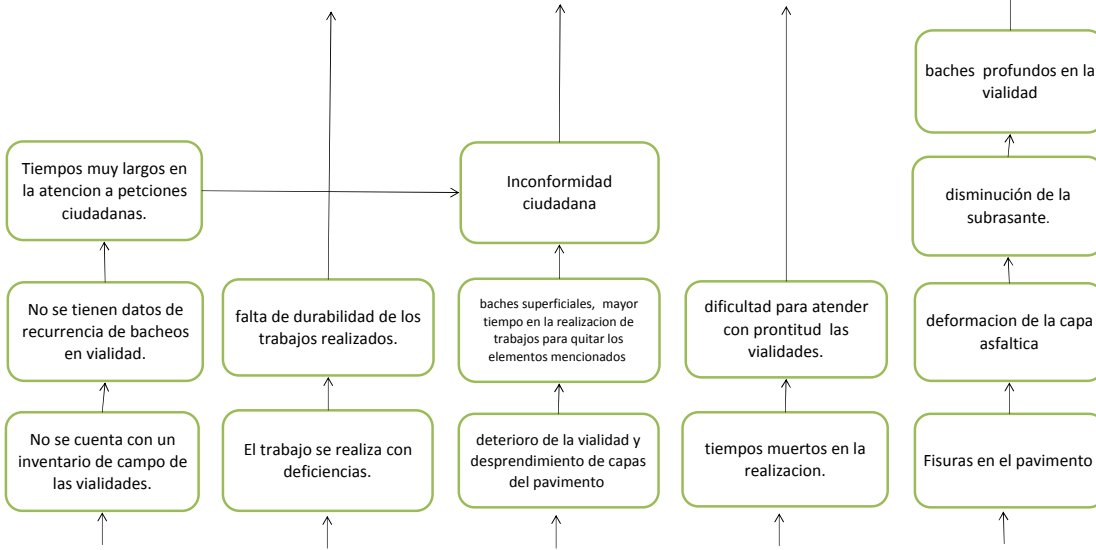 baches  profundos en la
vialidad
Tiempos muy largos en
la atencion a petciones
ciudadanas.
Inconformidad
ciudadana
disminución de la
subrasante.
No se tienen datos de
recurrencia de bacheos
en vialidad.
falta de durabilidad de los
trabajos realizados.
baches superficiales,  mayor
tiempo en la realizacion de
trabajos para quitar los
elementos mencionados
dificultad para atender
con prontitud  las
vialidades.
deformacion de la capa
asfaltica
No se cuenta con un
inventario de campo de
las vialidades.
El trabajo se realiza con
deficiencias.
deterioro de la vialidad y
desprendimiento de capas
del pavimento
tiempos muertos en la
realizacion.
Fisuras en el pavimento